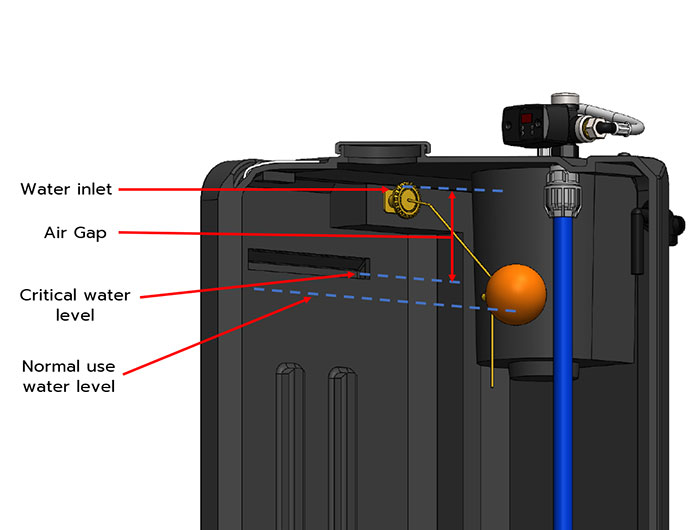 Water inlet
Air Gap
Critical water
level
Normal use
water level